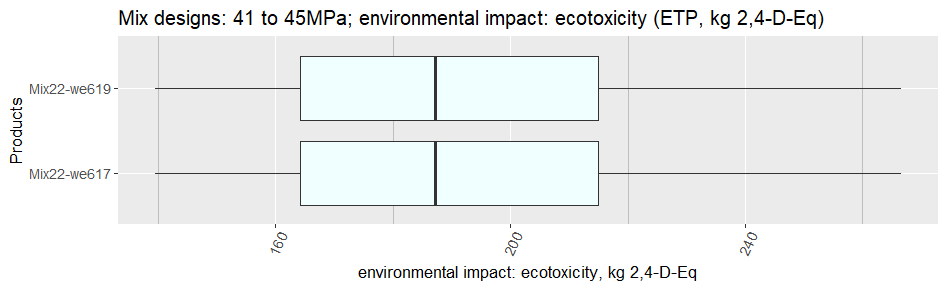 Mix designs: 41 to 45MPa; environmental impact: ecotoxicity (ETP, kg 2,4-D-Eq)
Products
Mix22-we619
Mix22-we617
160
200
240
environmental impact: ecotoxicity, kg 2,4-D-Eq